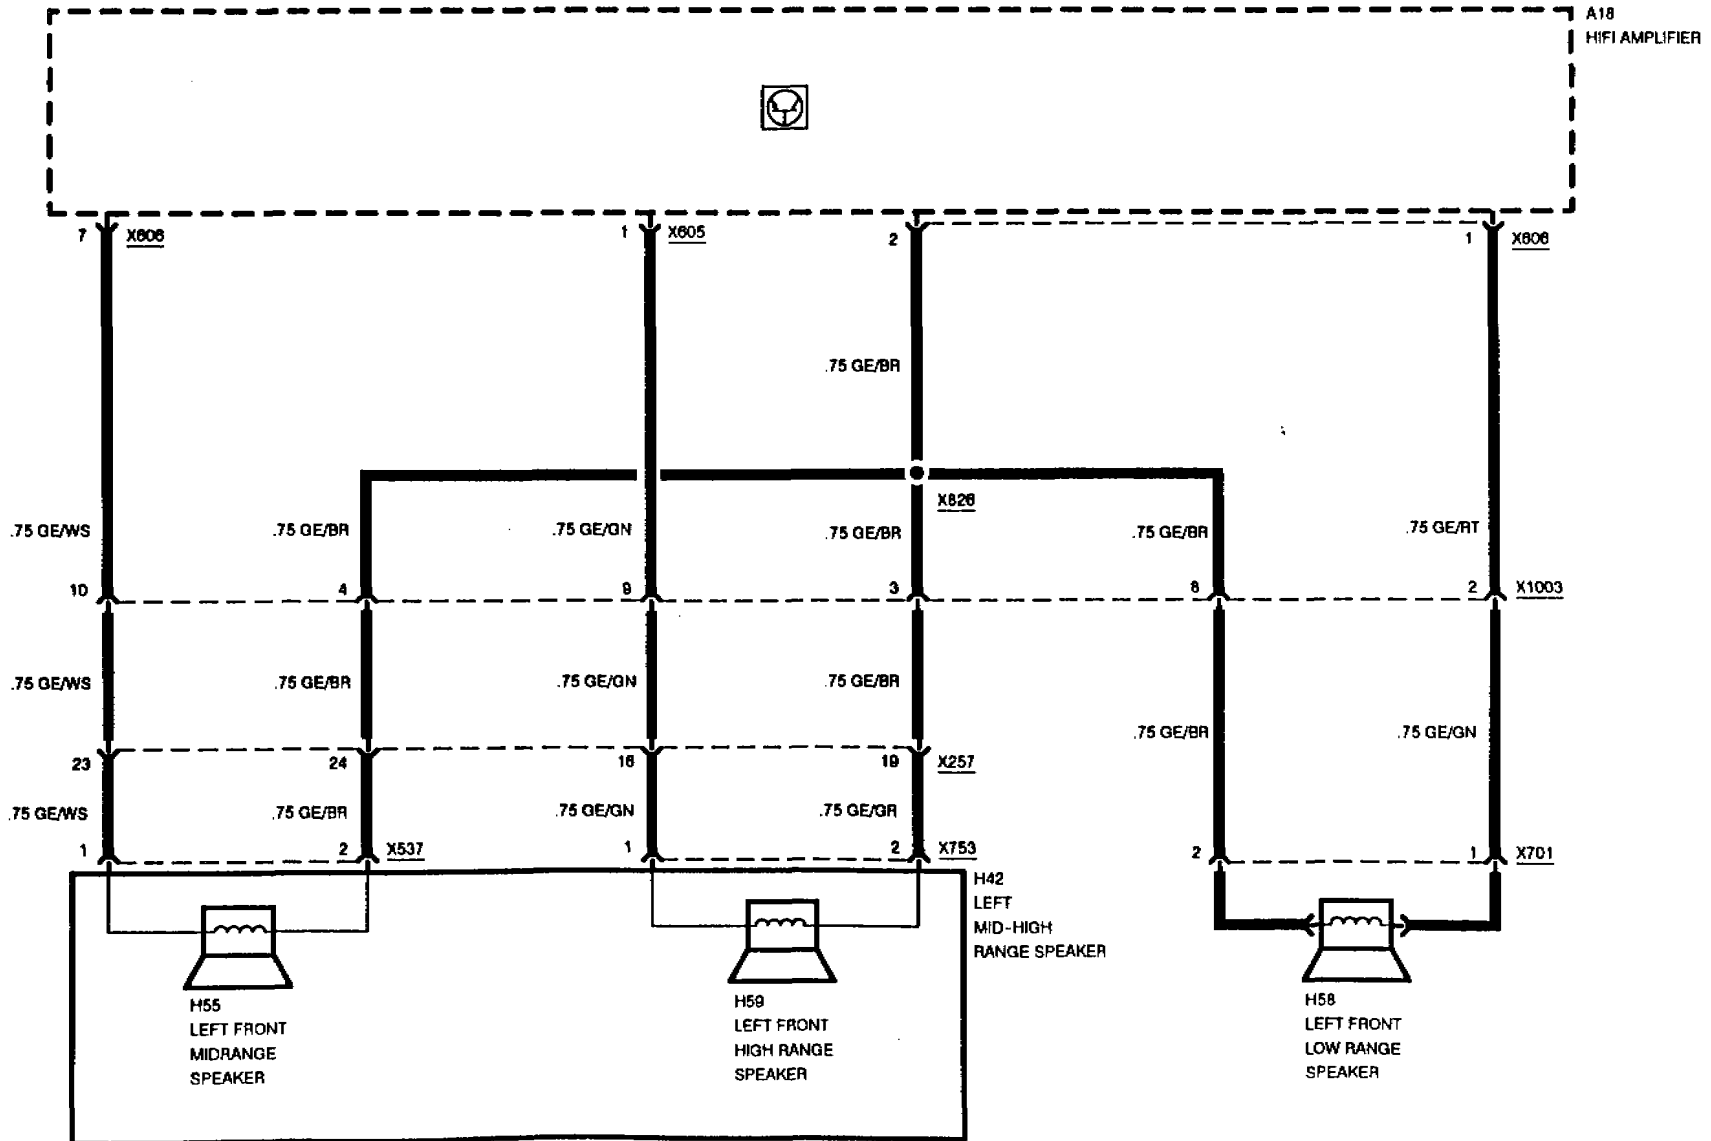 A18
HIFI AMPLIFIER
7 X606 1 X605 2 1 X606
.75 GE/BR
X826
.75 GE/WS .75 GE/BR .75 GE/GN .75 GE/BR .75 GE/BR .75 GE/RT
10 4 9 3 8 2 X1003
.75 GE/WS .75 GE/BR .75 GE/GN .75 GE/BR
.75 GE/BR .75 GE/GN
23 24 18 19 X257
.75 GE/WS .75 GE/BR .75 GE/GN .75 GE/GR
1 2 X537 1 2 X753 2 1 X701
H42
LEFT
MID-HIGH
RANGE SPEAKER
H55
LEFT FRONT
MIDRANGE
SPEAKER
H59
LEFT FRONT
HIGH RANGE
SPEAKER
H58
LEFT FRONT
LOW RANGE
SPEAKER